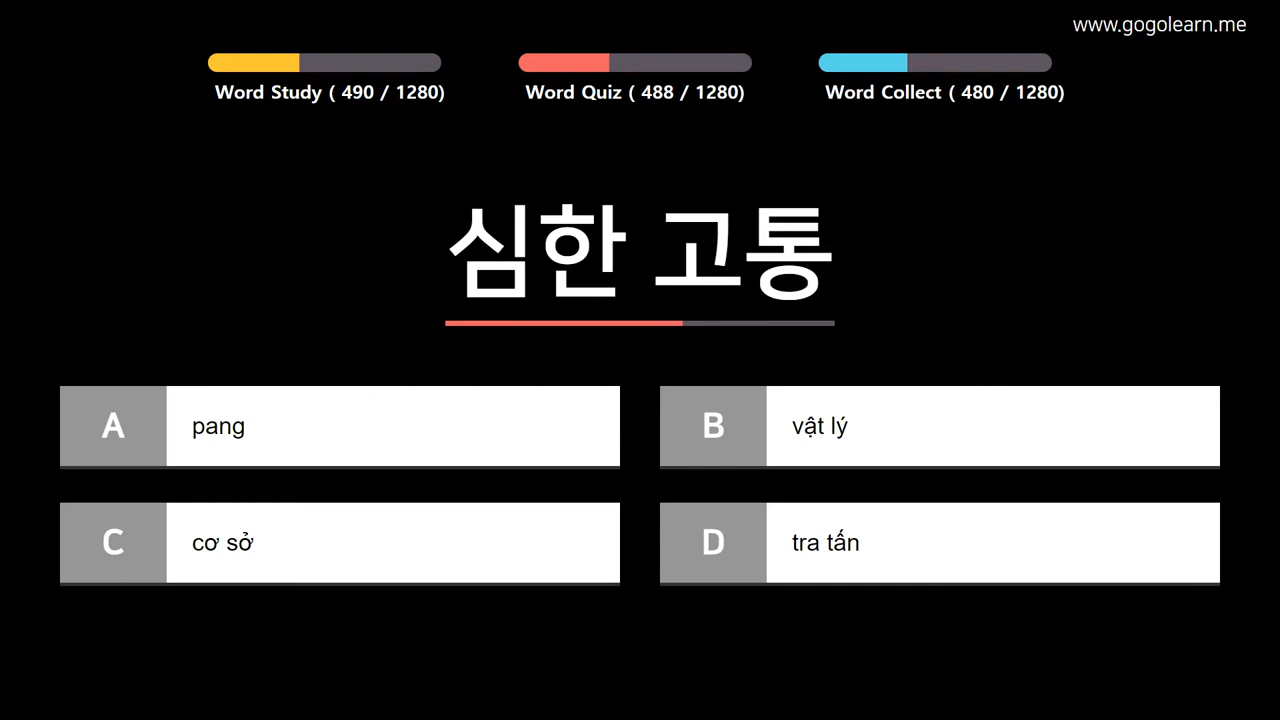 www.gogolearn.me
Word Study ( 490 / 1280)
Word Quiz ( 488 / 1280)
Word Collect ( 480 / 1280)
심한 고통
A pang
B vật lý
C cơ sở
D tra tấn